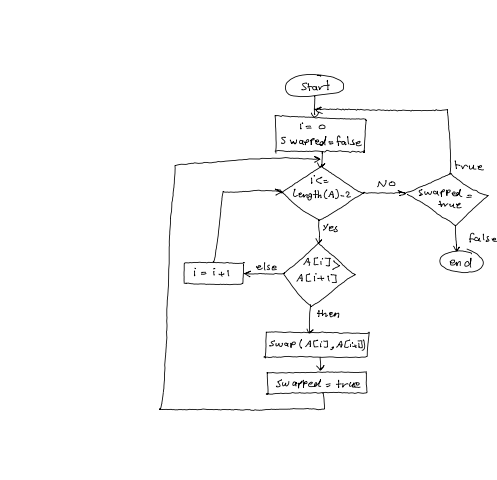 Start
i = 0
Swapped=false
i<=
Length(A)-2
NO
Swapped =
true
true
false
end
yes
A[i]>
A[i+1]
else
i = i+1
then
Swap(A[i],A[i+1])
Swapped = true